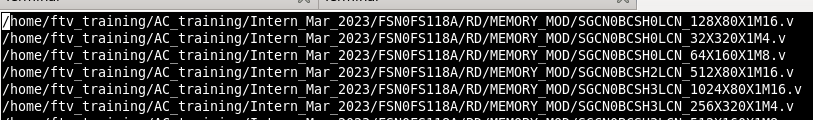 /home/ftv_training/AC_training/Intern_Mar_2023/FSN0FS118A/RD/MEMORY_MOD/SGCN0BCSH0LCN_128X80X1M16.v
/home/ftv_training/AC_training/Intern_Mar_2023/FSN0FS118A/RD/MEMORY_MOD/SGCN0BCSH0LCN_32X320X1M4.v
/home/ftv_training/AC_training/Intern_Mar_2023/FSN0FS118A/RD/MEMORY_MOD/SGCN0BCSH0LCN_64X160X1M8.v
/home/ftv_training/AC_training/Intern_Mar_2023/FSN0FS118A/RD/MEMORY_MOD/SGCN0BCSH2LCN_512X80X1M16.v
/home/ftv_training/AC_training/Intern_Mar_2023/FSN0FS118A/RD/MEMORY_MOD/SGCN0BCSH3LCN_1024X80X1M16.v
/home/ftv_training/AC_training/Intern_Mar_2023/FSN0FS118A/RD/MEMORY_MOD/SGCN0BCSH3LCN_256X320X1M4.v